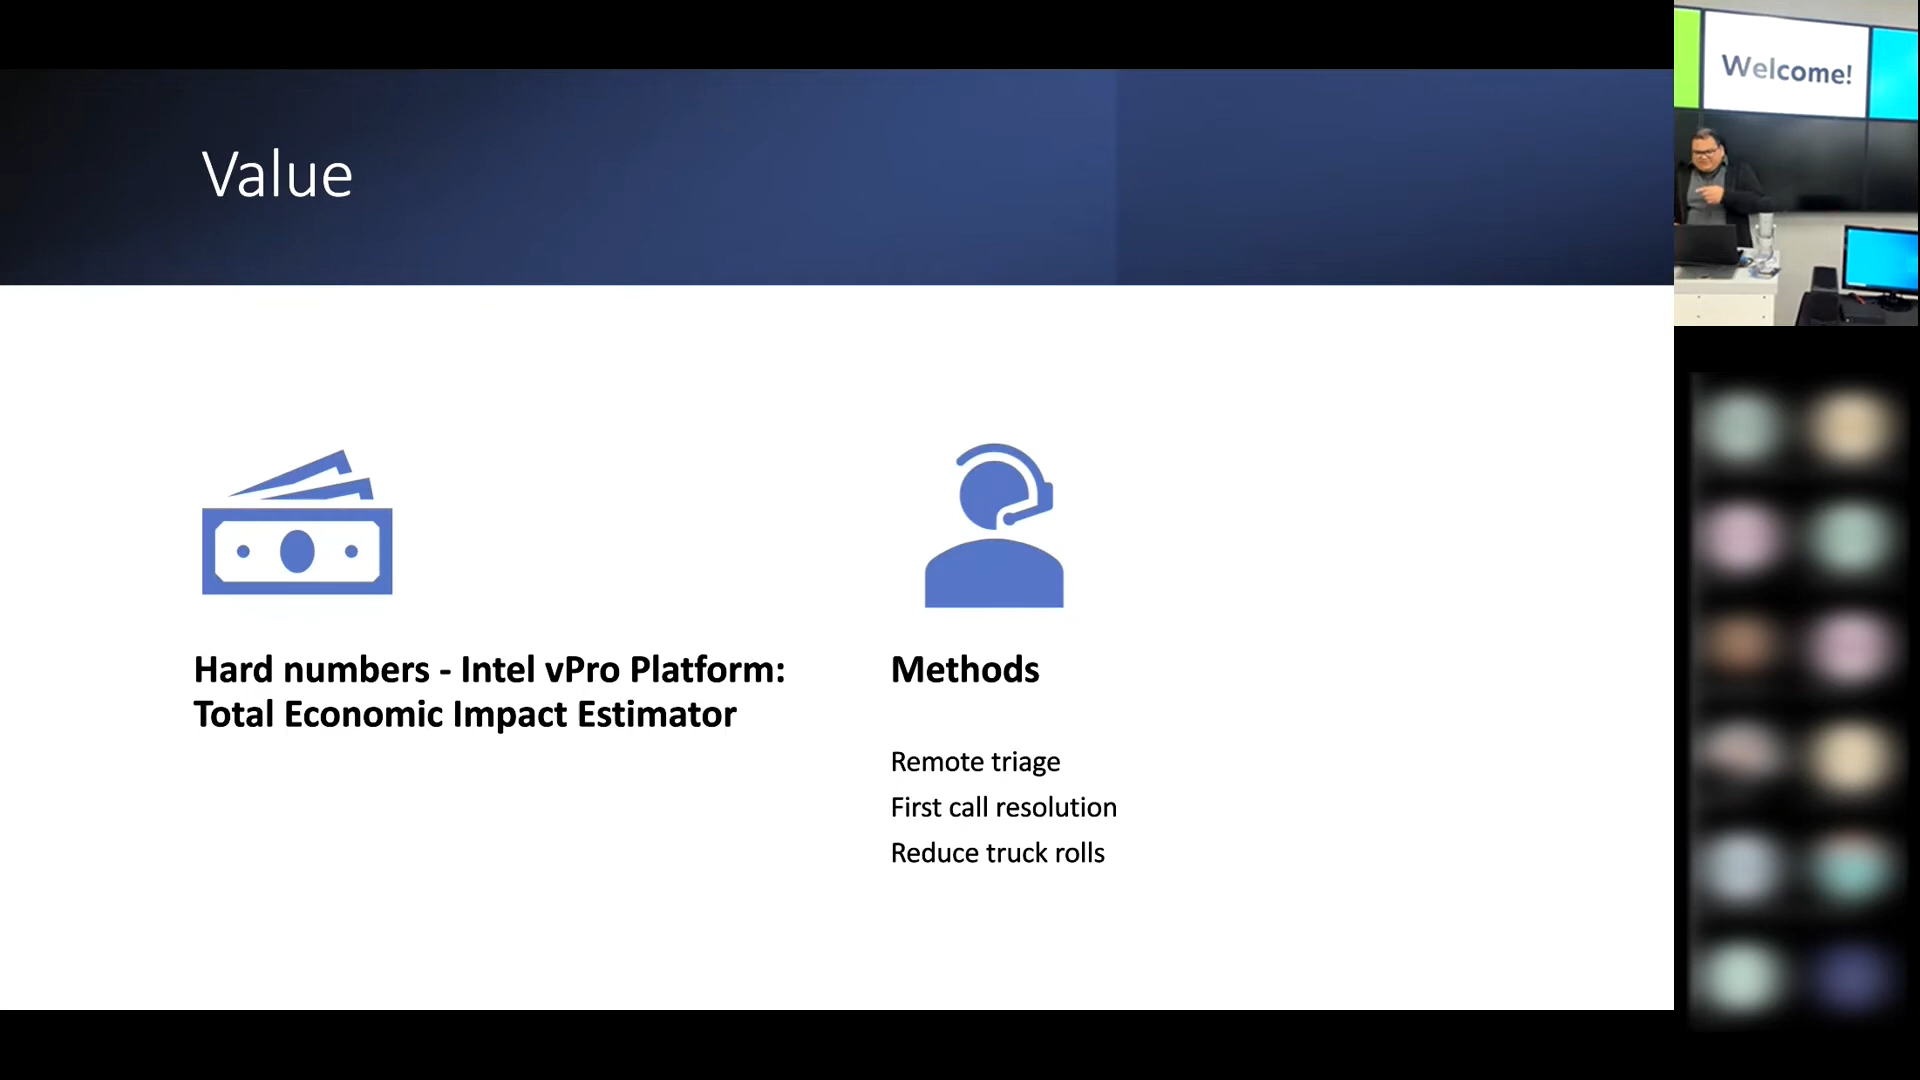 Value
Hard numbers - Intel vPro Platform:
Total Economic Impact Estimator
Methods
Remote triage
First call resolution
Reduce truck rolls
Welcome!